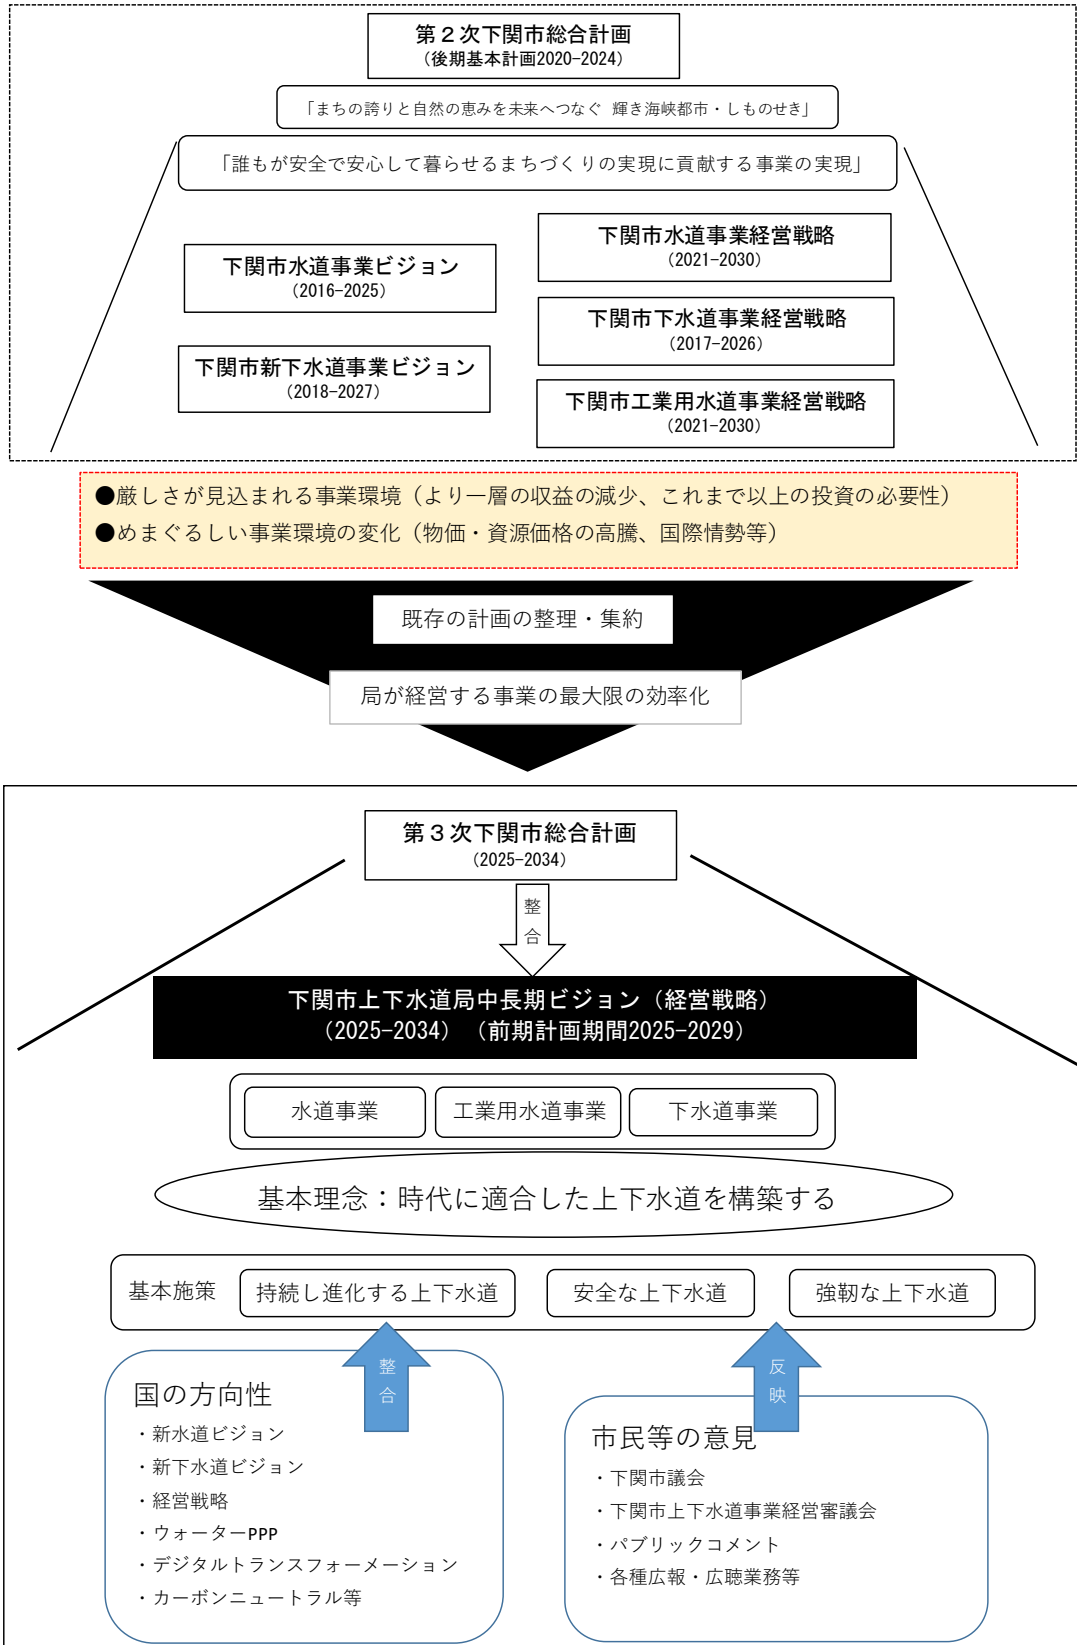 第２次下関市総合計画
（後期基本計画2020-2024）
「まちの誇りと自然の恵みを未来へつなぐ 輝き海峡都市・しものせき」
「誰もが安全で安心して暮らせるまちづくりの実現に貢献する事業の実現」
下関市水道事業ビジョン
（2016-2025）
下関市新下水道事業ビジョン
（2018-2027）
下関市水道事業経営戦略
（2021-2030）
下関市下水道事業経営戦略
（2017-2026）
下関市工業用水道事業経営戦略
（2021-2030）
●厳しさが見込まれる事業環境（より一層の収益の減少、これまで以上の投資の必要性）
●めまぐるしい事業環境の変化（物価・資源価格の高騰、国際情勢等）
既存の計画の整理・集約
局が経営する事業の最大限の効率化
第３次下関市総合計画
（2025-2034）
整
合
下関市上下水道局中長期ビジョン（経営戦略）
（2025-2034）（前期計画期間2025-2029）
水道事業
工業用水道事業
下水道事業
基本理念：時代に適合した上下水道を構築する
基本施策
持続し進化する上下水道
安全な上下水道
強靭な上下水道
整
合
国の方向性
・新水道ビジョン
・新下水道ビジョン
・経営戦略
・ウォーターPPP
・デジタルトランスフォーメーション
・カーボンニュートラル等
反
映
市民等の意見
・下関市議会
・下関市上下水道事業経営審議会
・パブリックコメント
・各種広報・広聴業務等